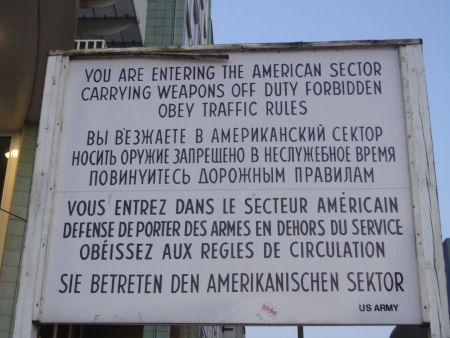 YOU ARE ENTERING THE AMERICAN SECTOR
CARRYING WEAPONS OFF DUTY FORBIDDEN
OBEY TRAFFIC RULES
ВЫ ВЪЕЗЖАЕТЕ В АМЕРИКАНСКИЙ СЕКТОР
НОСИТЬ ОРУЖИЕ ЗАПРЕЩЕНО В НЕСЛУЖЕБНОЕ ВРЕМЯ
ПОВИНУЙТЕСЬ ДОРОЖНЫМ ПРАВИЛАМ
VOUS ENTREZ DANS LE SECTEUR AMÉRICAIN
DEFENSE DE PORTER DES ARMES EN DEHORS DU SERVICE
OBÉISSEZ AUX REGLES DE CIRCULATION
SIE BETRETEN DEN AMERIKANISCHEN SEKTOR
US ARMY